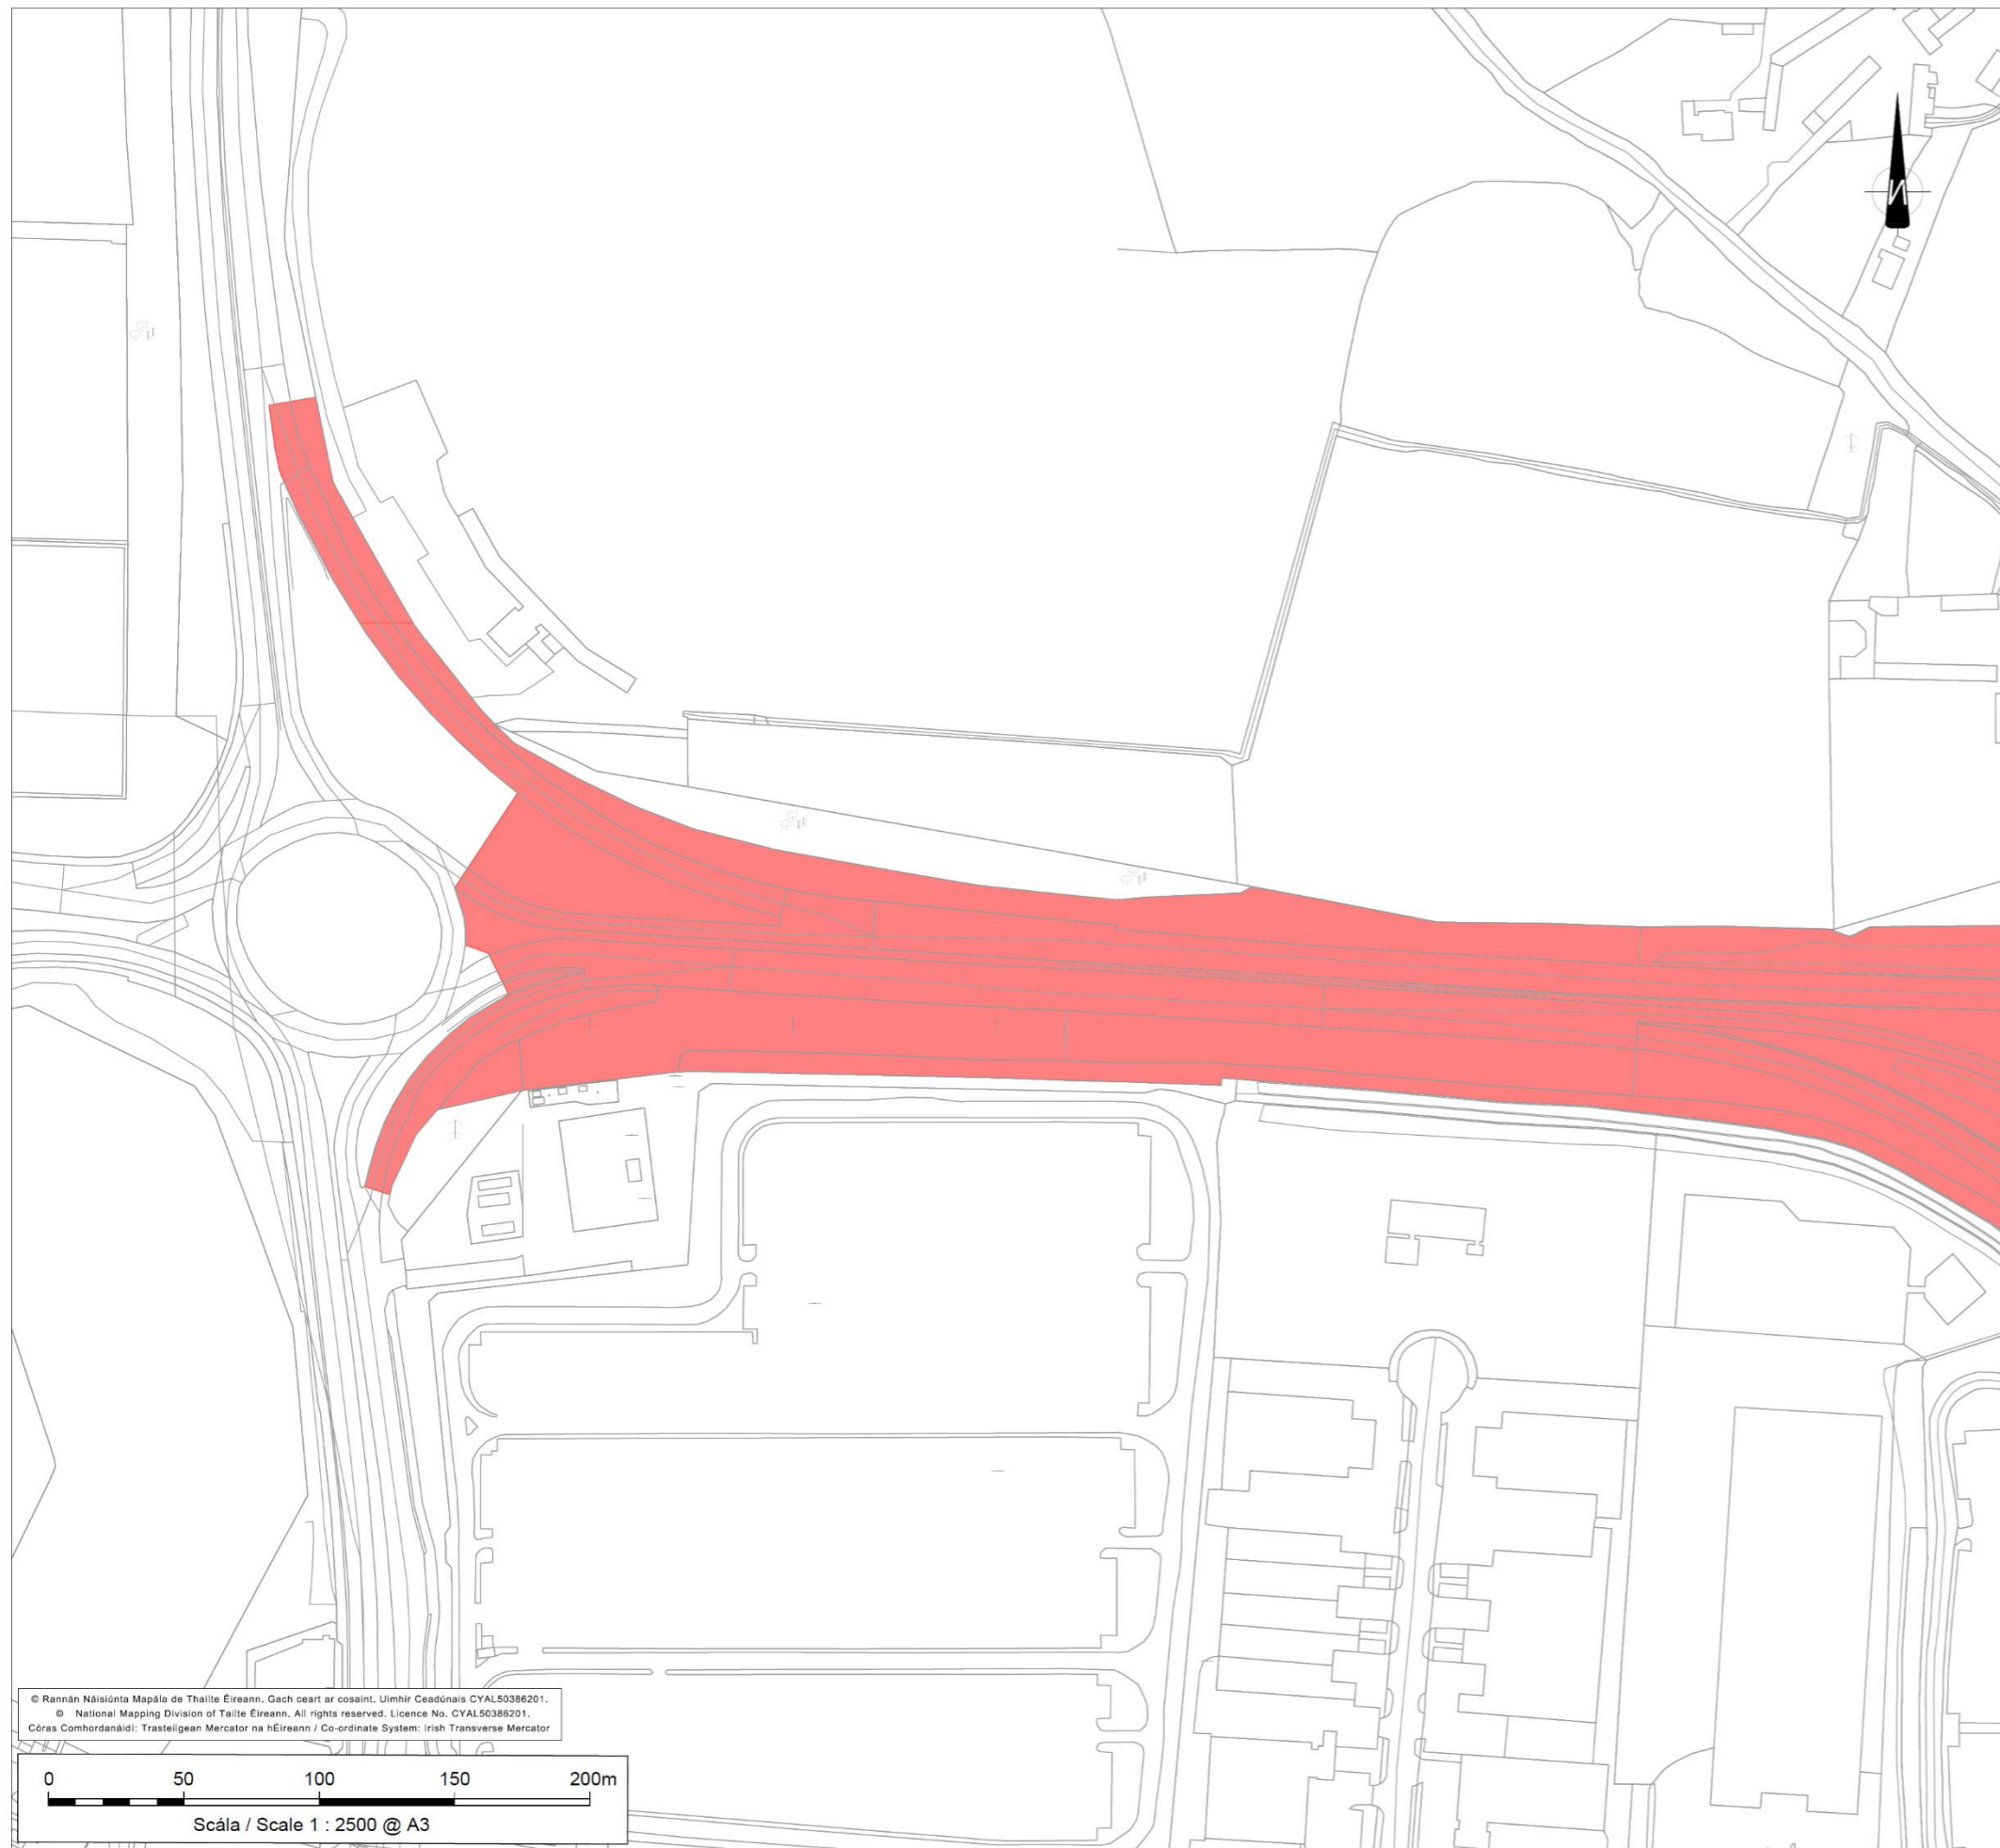 N
© Rannán Náisiúnta Mapála de Thailte Éireann. Gach ceart ar cosaint. Uimhir Ceadúnais CYAL50386201.
© National Mapping Division of Tailte Éireann. All rights reserved. Licence No. CYAL50386201.
Córas Comhordanáidí: Trasteilgean Mercator na hÉireann / Co-ordinate System: Irish Transverse Mercator
0 50 100 150 200m
Scála / Scale 1 : 2500 @ A3